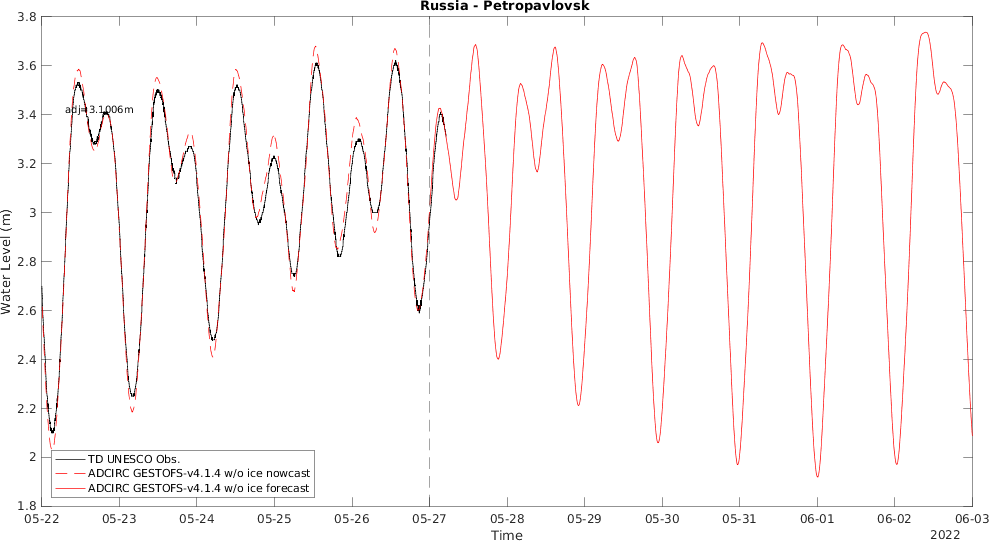 Russia - Petropavlovsk
3.8
3.6
3.4
3.2
3
2.8
2.6
2.4
2.2
2
1.8
Water Level (m)
adj=3.1006m
TD UNESCO Obs.
ADCIRC GESTOFS-v4.1.4 w/o ice nowcast
ADCIRC GESTOFS-v4.1.4 w/o ice forecast
05-22 05-23 05-24 05-25 05-26 05-27 05-28 05-29 05-30 05-31 06-01 06-02 06-03
Time
2022